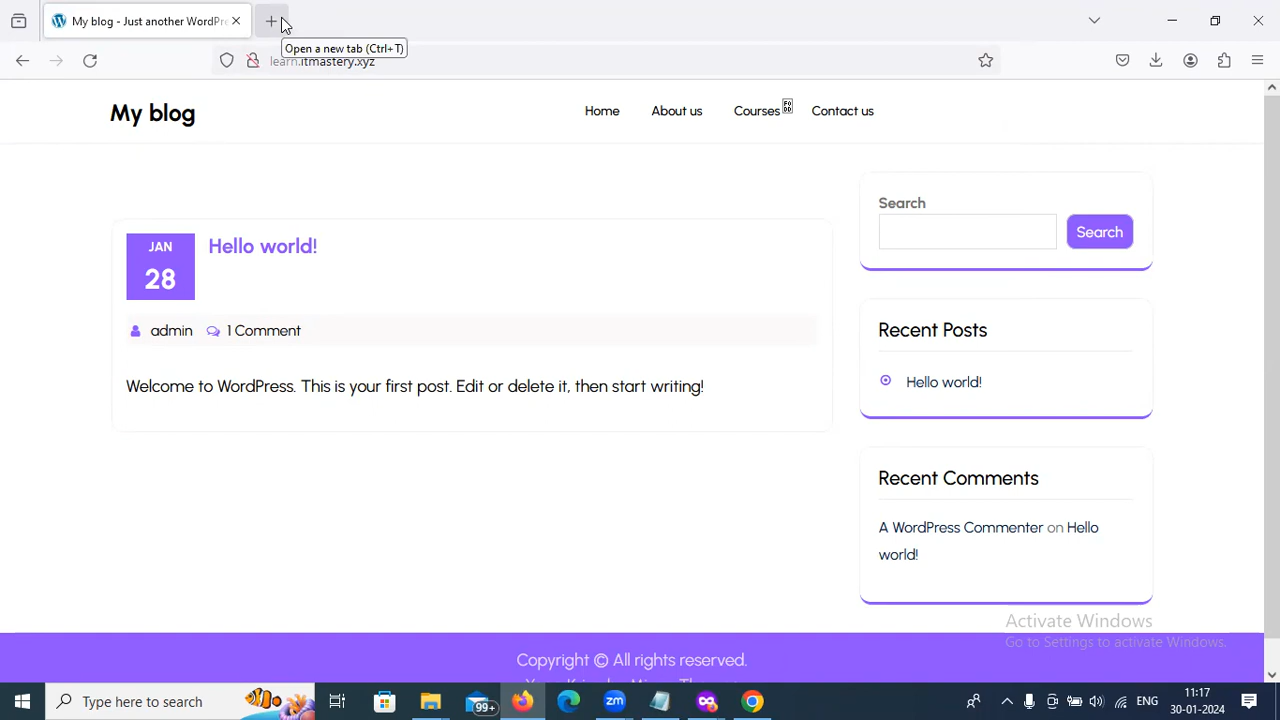 My blog - Just another WordPr
Open a new tab (Ctrl+T)
learn.itmastery.xyz
My blog
Home
About us
Courses
Contact us
JAN
28
Hello world!
admin
1 Comment
Welcome to WordPress. This is your first post. Edit or delete it, then start writing!
Search
Search
Recent Posts
Hello world!
Recent Comments
A WordPress Commenter on Hello
world!
Activate Windows
Go to Settings to activate Windows.
Copyright © All rights reserved.
Type here to search
99+
zm
ENG
11:17
30-01-2024